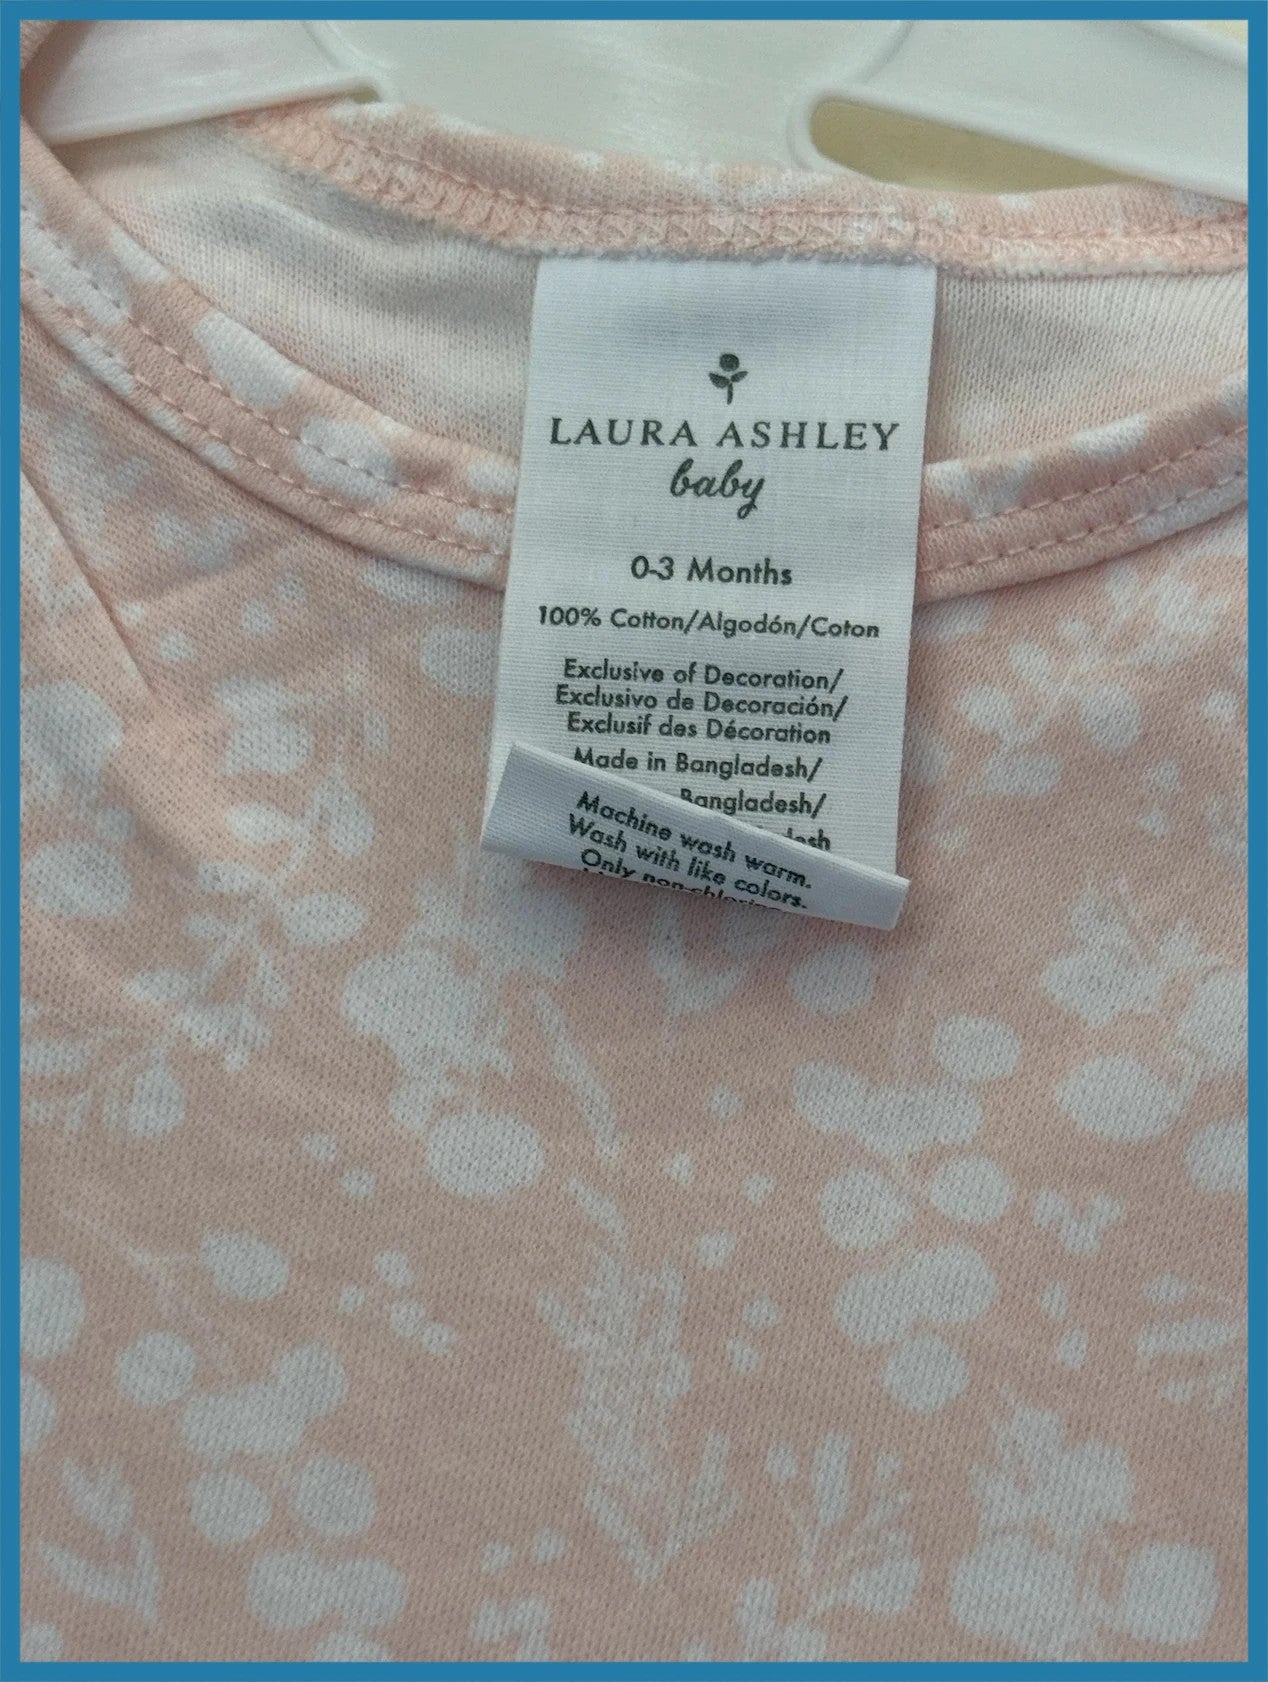 LAURA ASHLEY
baby
0-3 Months
100% Cotton/Algodón/Coton
Exclusive of Decoration/
Exclusivo de Decoración/
Exclusif des Décoration
Made in Bangladesh/
Bangladesh/
Machine wash warm.
Wash with like colors.
Only